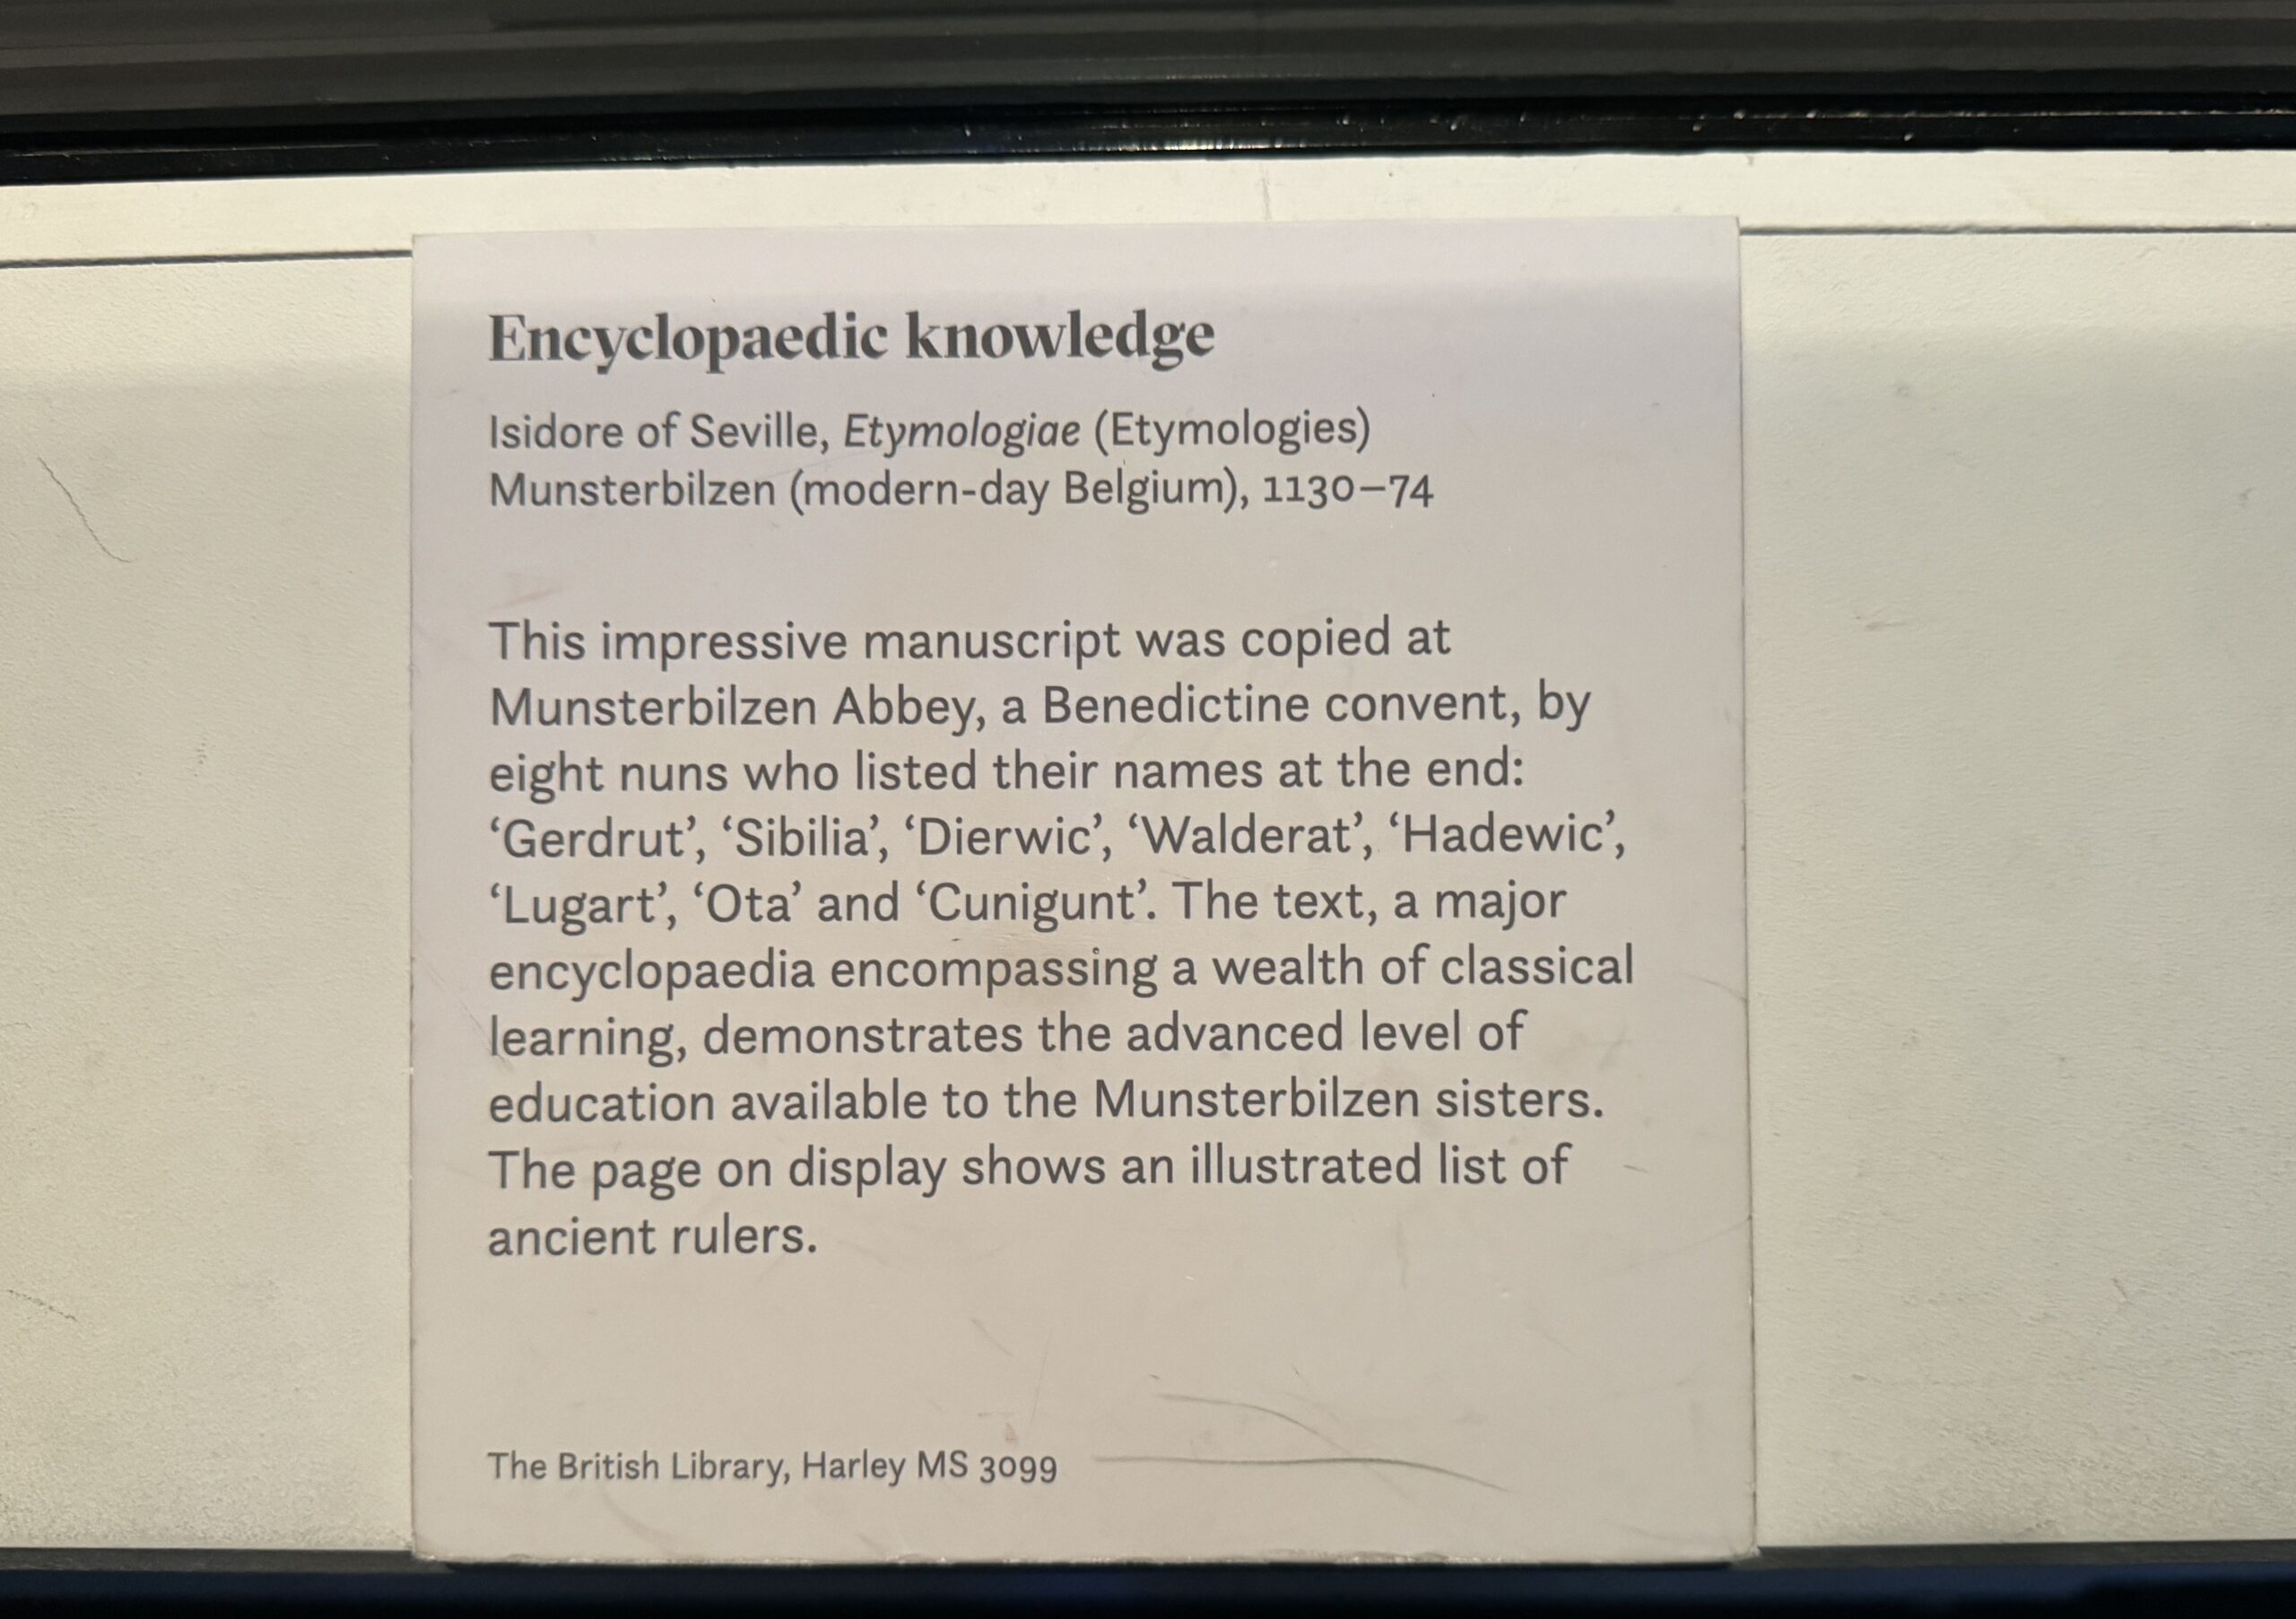 Encyclopaedic knowledge
Isidore of Seville, Etymologiae (Etymologies)
Munsterbilzen (modern-day Belgium), 1130–74
This impressive manuscript was copied at
Munsterbilzen Abbey, a Benedictine convent, by
eight nuns who listed their names at the end:
‘Gerdrut’, ‘Sibilia’, ‘Dierwic’, ‘Walderat’, ‘Hadewic’,
‘Lugart’, ‘Ota’ and ‘Cunigunt’. The text, a major
encyclopaedia encompassing a wealth of classical
learning, demonstrates the advanced level of
education available to the Munsterbilzen sisters.
The page on display shows an illustrated list of
ancient rulers.
The British Library, Harley MS 3099